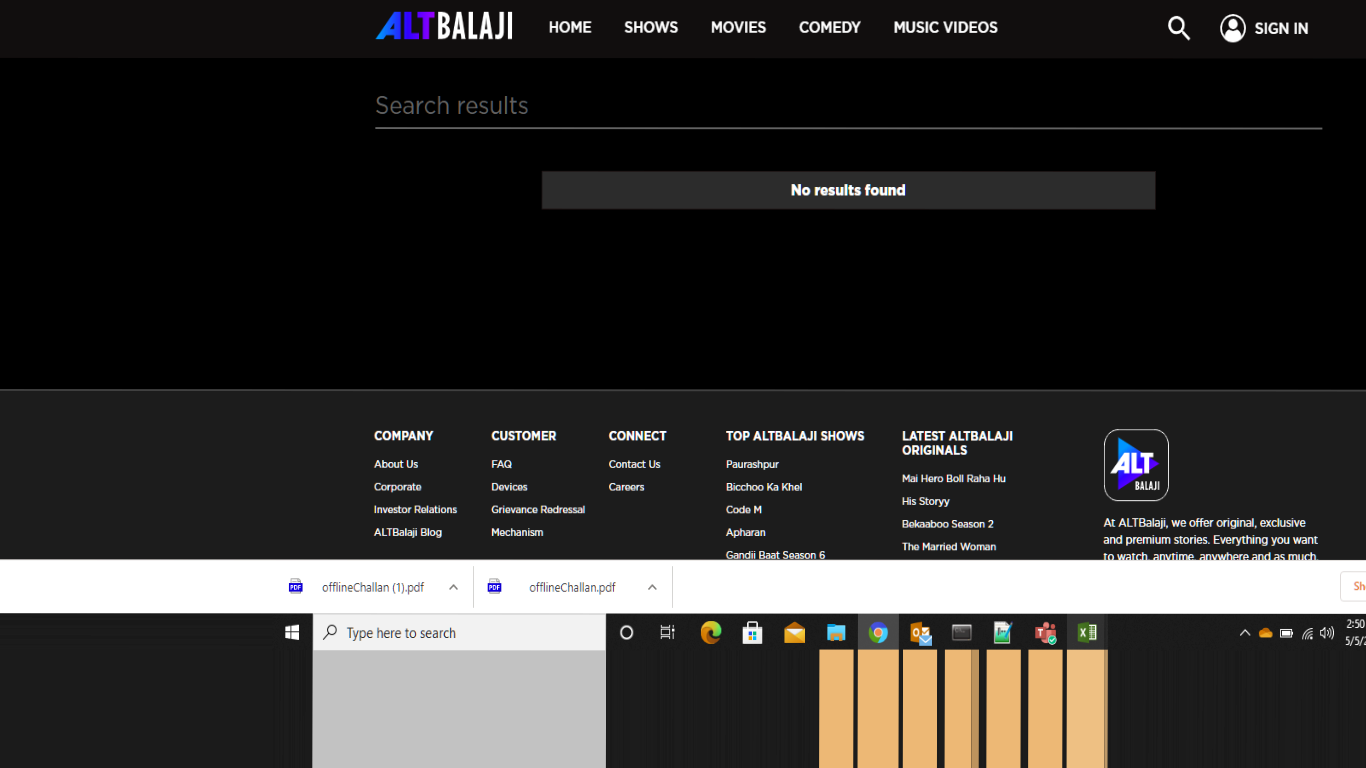 ALTBALAJI HOME SHOWS MOVIES COMEDY MUSIC VIDEOS SIGN IN
Search results
No results found
COMPANY
About Us
Corporate
Investor Relations
ALTBalaji Blog
CUSTOMER
FAQ
Devices
Grievance Redressal
Mechanism
CONNECT
Contact Us
Careers
TOP ALTBALAJI SHOWS
Paurashpur
Bicchoo Ka Khel
Code M
Apharan
Gandii Baat Season 6
LATEST ALTBALAJI
ORIGINALS
Mai Hero Boll Raha Hu
His Storyy
Bekaaboo Season 2
The Married Woman
ALT
BALAJI
At ALTBalaji, we offer original, exclusive
and premium stories. Everything you want
to watch, anytime, anywhere and as much
PDF offlineChallan (1).pdf PDF offlineChallan.pdf Sh
Type here to search
2:50
5/5/2